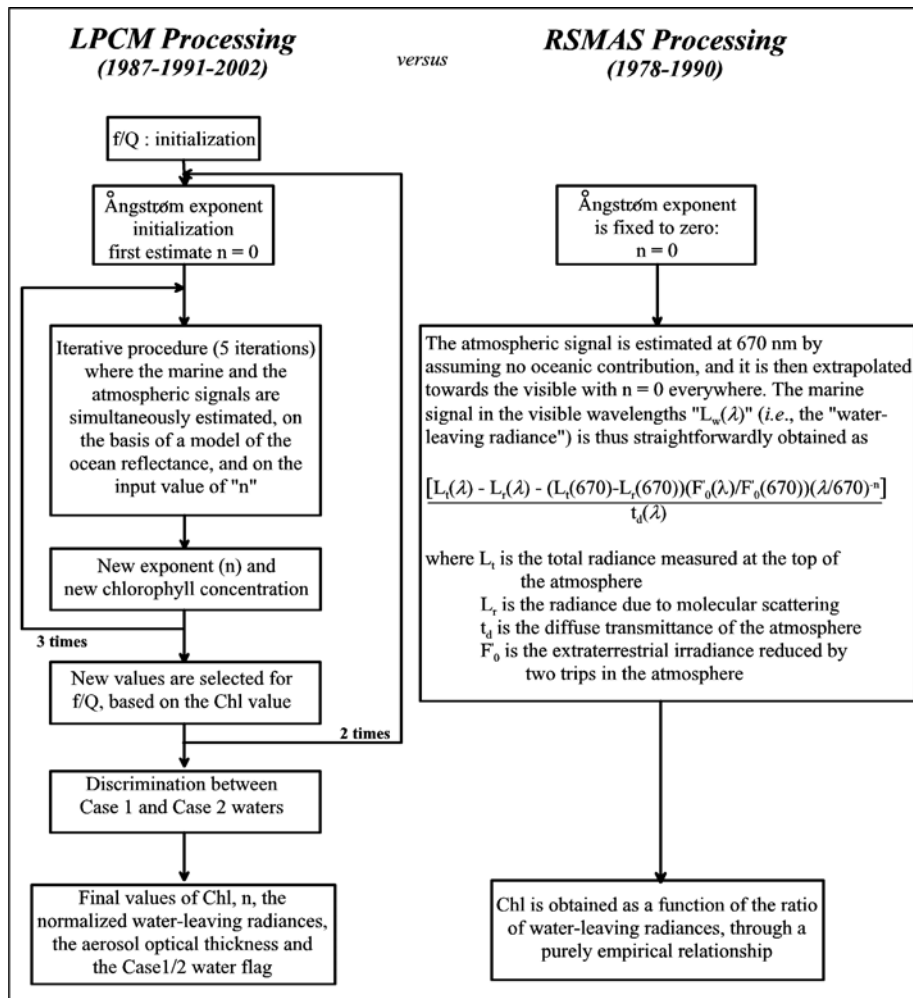 LPCM Processing
(1987-1991-2002)
versus
RSMAS Processing
(1978-1990)
f/Q : initialization
Ångstrøm exponent
initialization
first estimate n = 0
Iterative procedure (5 iterations)
where the marine and the
atmospheric signals are
simultaneously estimated, on
the basis of a model of the
ocean reflectance, and on the
input value of "n"
New exponent (n) and
new chlorophyll concentration
3 times
New values are selected for
f/Q, based on the Chl value
2 times
Discrimination between
Case 1 and Case 2 waters
Final values of Chl, n, the
normalized water-leaving radiances,
the aerosol optical thickness and
the Case1/2 water flag
Ångstrøm exponent
is fixed to zero:
n = 0
The atmospheric signal is estimated at 670 nm by
assuming no oceanic contribution, and it is then extrapolated
towards the visible with n = 0 everywhere. The marine
signal in the visible wavelengths "Lw(λ)" (i.e., the "water-
leaving radiance") is thus straightforwardly obtained as
[Lt(λ) - Lr(λ) - (Lt(670)-Lr(670))(F'0(λ)/F'0(670))(λ/670)-n]
td(λ)
where Lt is the total radiance measured at the top of
the atmosphere
Lr is the radiance due to molecular scattering
td is the diffuse transmittance of the atmosphere
F'0 is the extraterrestrial irradiance reduced by
two trips in the atmosphere
Chl is obtained as a function of the ratio
of water-leaving radiances, through a
purely empirical relationship